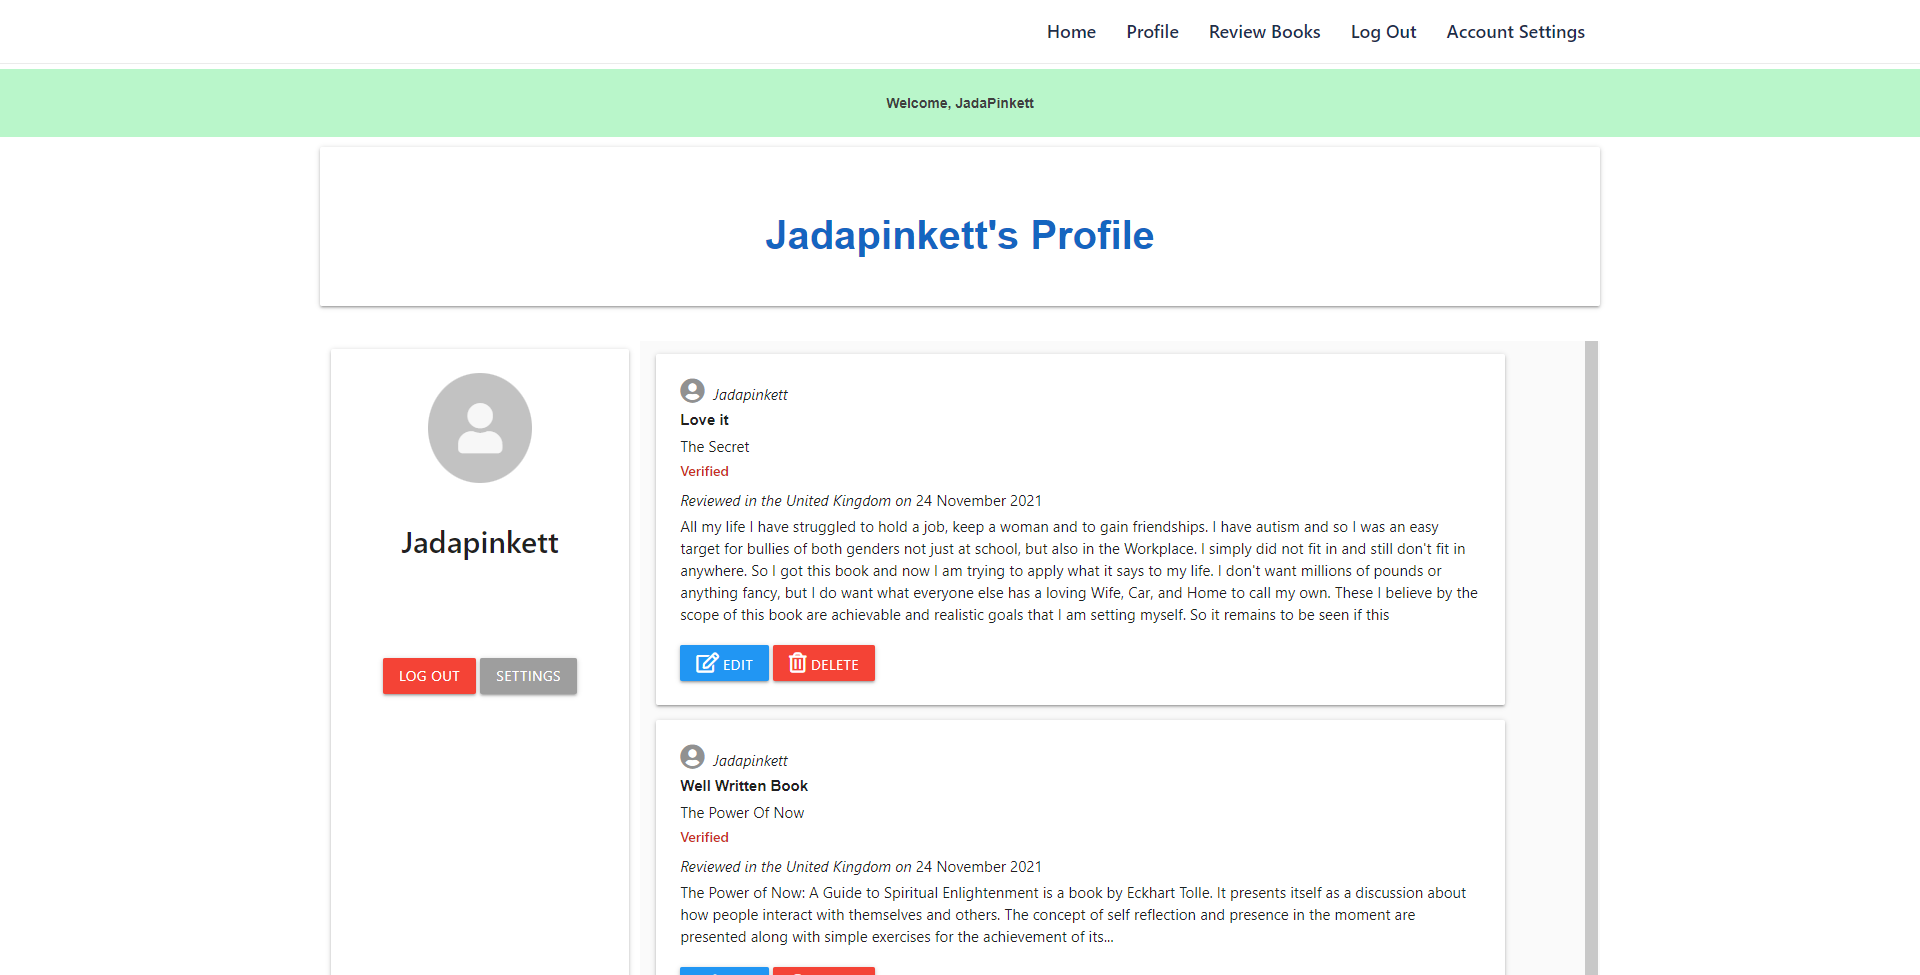 Home Profile Review Books Log Out Account Settings
Welcome, JadaPinkett
Jadapinkett's Profile
Jadapinkett
LOG OUT SETTINGS
Jadapinkett
Love it
The Secret
Verified
Reviewed in the United Kingdom on 24 November 2021
All my life I have struggled to hold a job, keep a woman and to gain friendships. I have autism and so I was an easy
target for bullies of both genders not just at school, but also in the Workplace. I simply did not fit in and still don't fit in
anywhere. So I got this book and now I am trying to apply what it says to my life. I don't want millions of pounds or
anything fancy, but I do want what everyone else has a loving Wife, Car, and Home to call my own. These I believe by the
scope of this book are achievable and realistic goals that I am setting myself. So it remains to be seen if this
EDIT DELETE
Jadapinkett
Well Written Book
The Power Of Now
Verified
Reviewed in the United Kingdom on 24 November 2021
The Power of Now: A Guide to Spiritual Enlightenment is a book by Eckhart Tolle. It presents itself as a discussion about
how people interact with themselves and others. The concept of self reflection and presence in the moment are
presented along with simple exercises for the achievement of its...